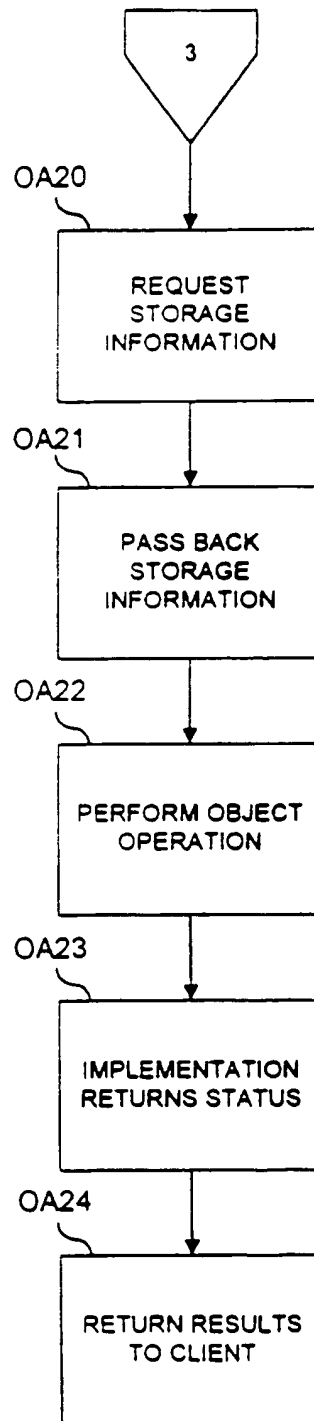 3
OA20
REQUEST
STORAGE
INFORMATION
OA21
PASS BACK
STORAGE
INFORMATION
OA22
PERFORM OBJECT
OPERATION
OA23
IMPLEMENTATION
RETURNS STATUS
OA24
RETURN RESULTS
TO CLIENT